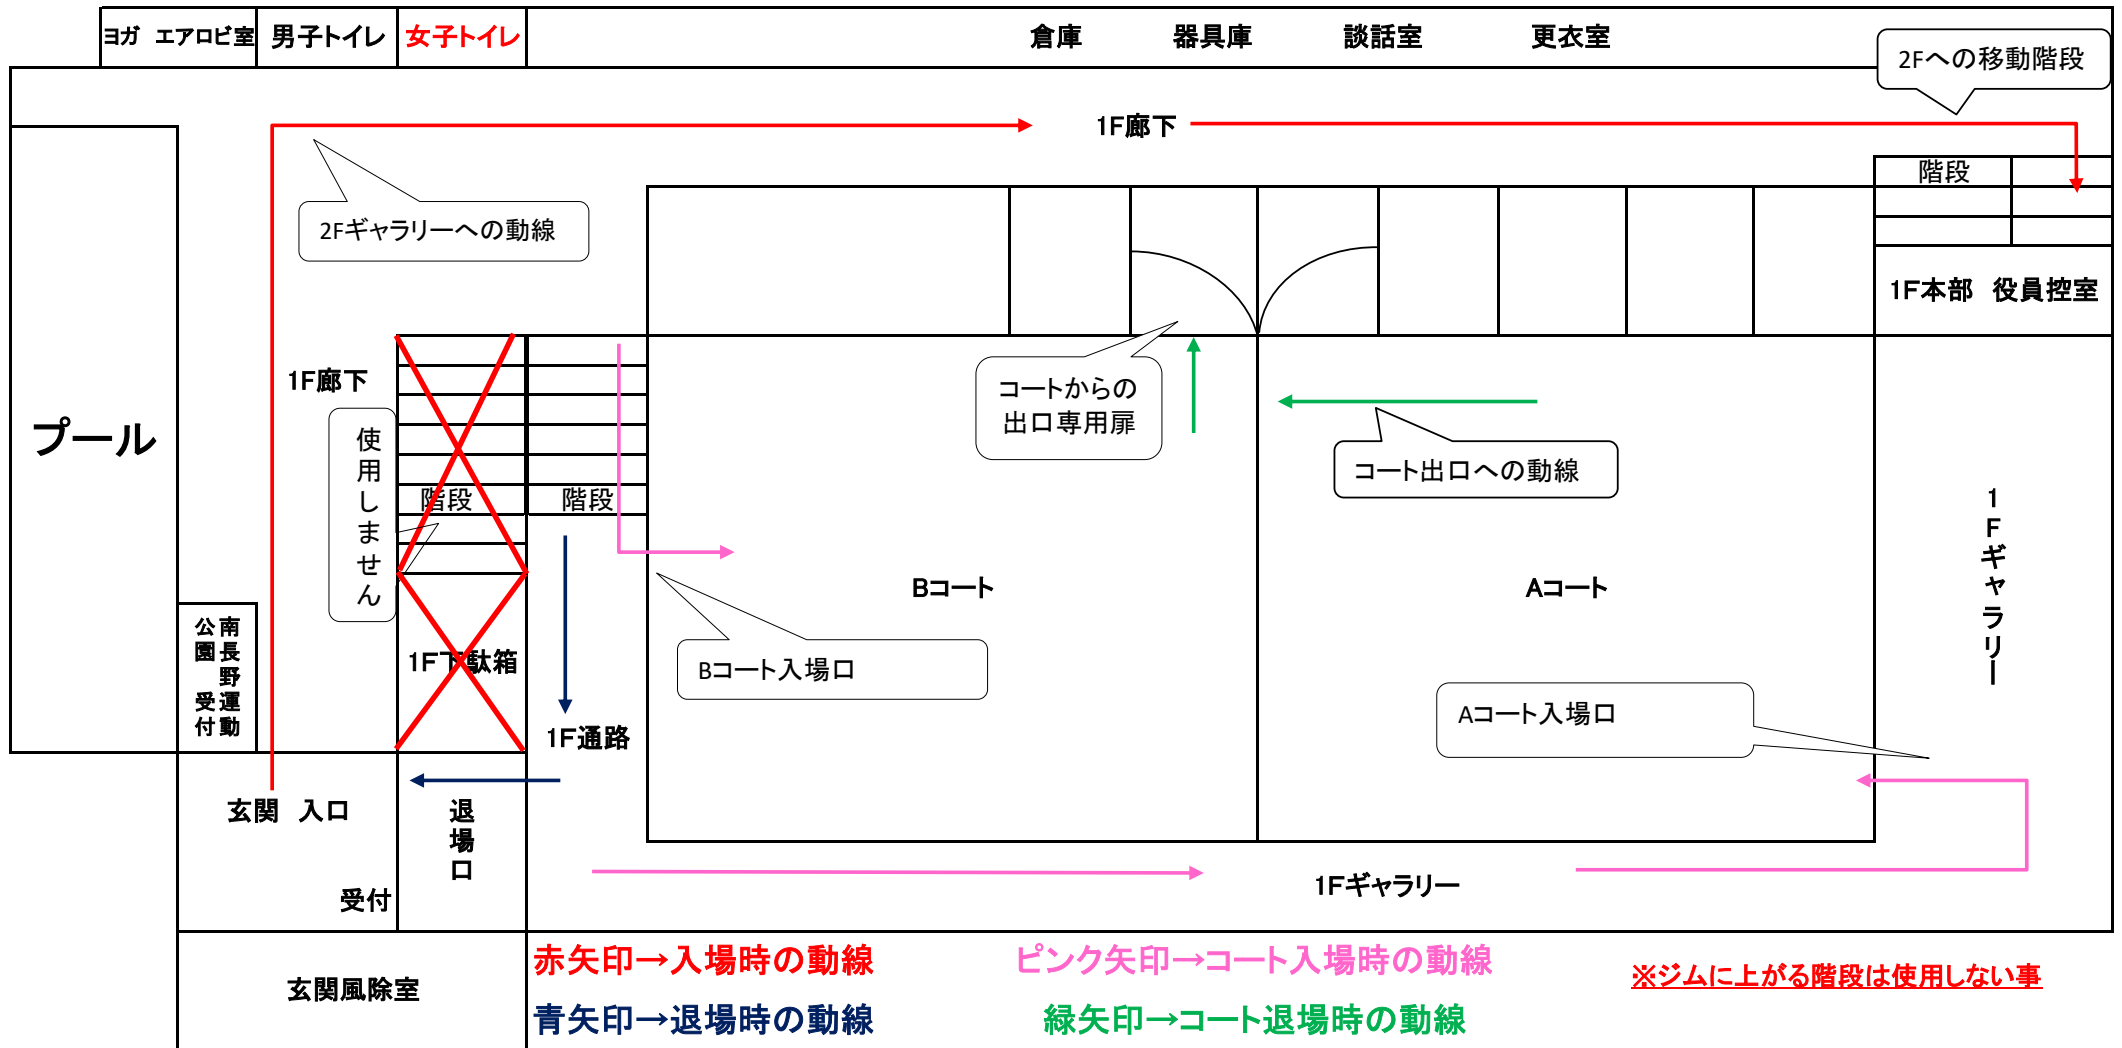 ヨガ　エアロビ室
男子トイレ
女子トイレ
倉庫
器具庫
談話室
更衣室
2Fへの移動階段
1F廊下
階段
2Fギャラリーへの動線
1F本部　役員控室
1F廊下
プール
使用しません
階段
階段
コートからの
出口専用扉
コート出口への動線
1Fギャラリー
Bコート
Aコート
南長野運動
公園　受付
1F下駄箱
Bコート入場口
Aコート入場口
1F通路
玄関　入口
退場口
受付
1Fギャラリー
玄関風除室
赤矢印→入場時の動線
ピンク矢印→コート入場時の動線
※ジムに上がる階段は使用しない事
青矢印→退場時の動線
緑矢印→コート退場時の動線